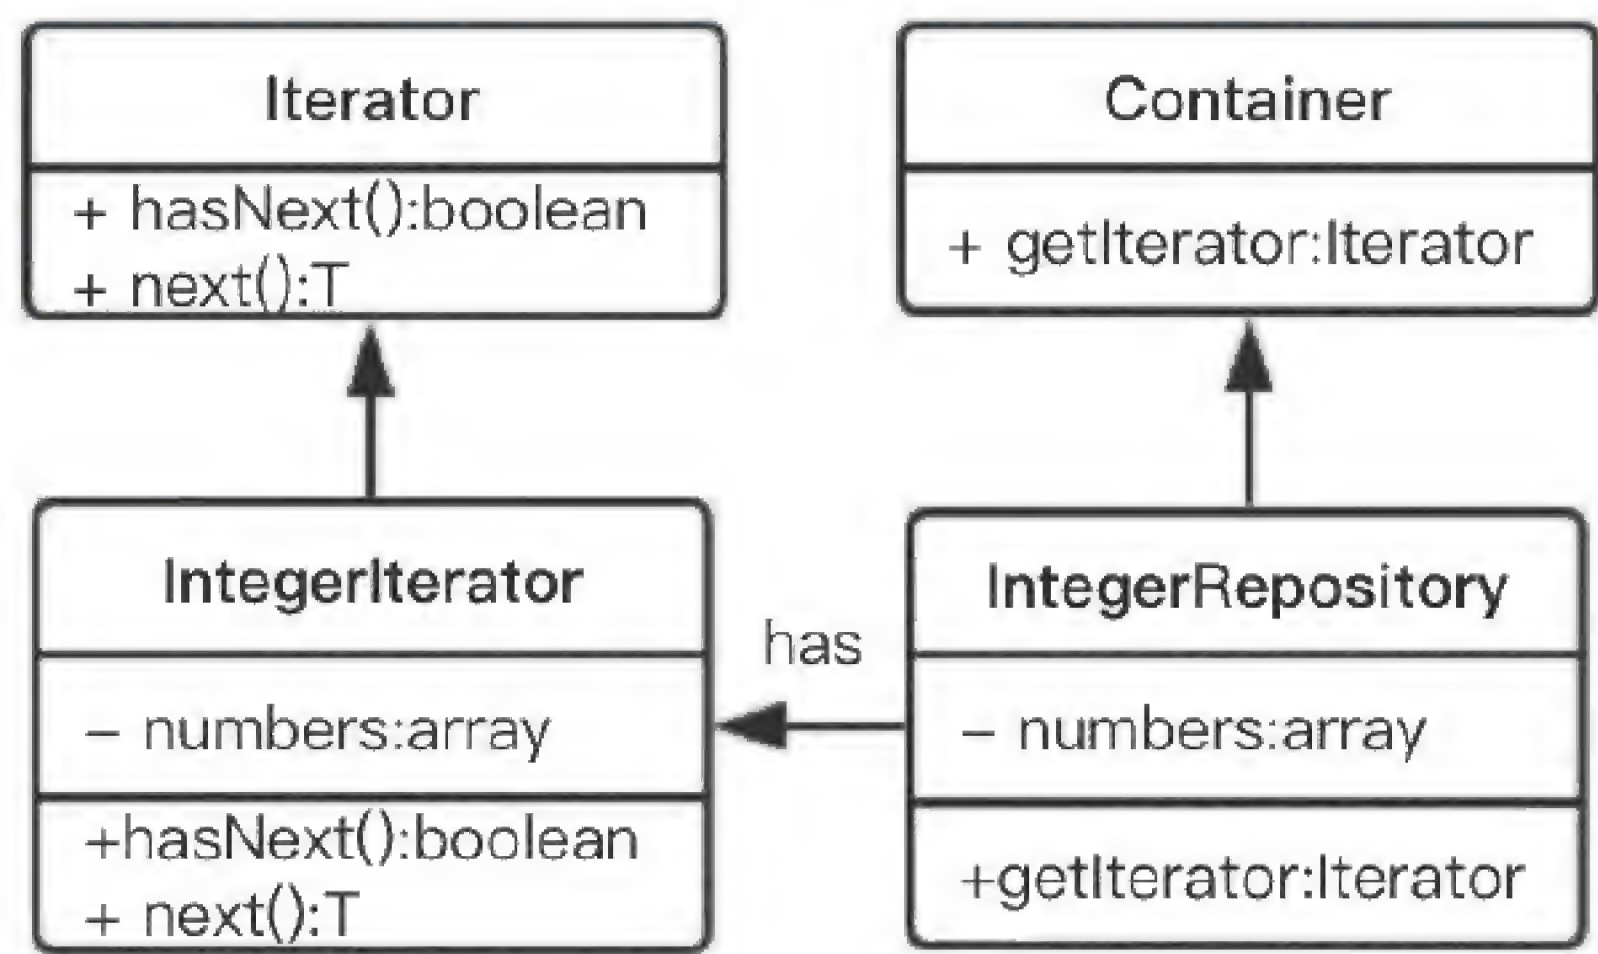 Iterator
+ hasNext():boolean
+ next():T
Container
+ getIterator:Iterator
IntegerIterator
– numbers:array
+hasNext():boolean
+ next():T
has
IntegerRepository
– numbers:array
+getIterator:Iterator